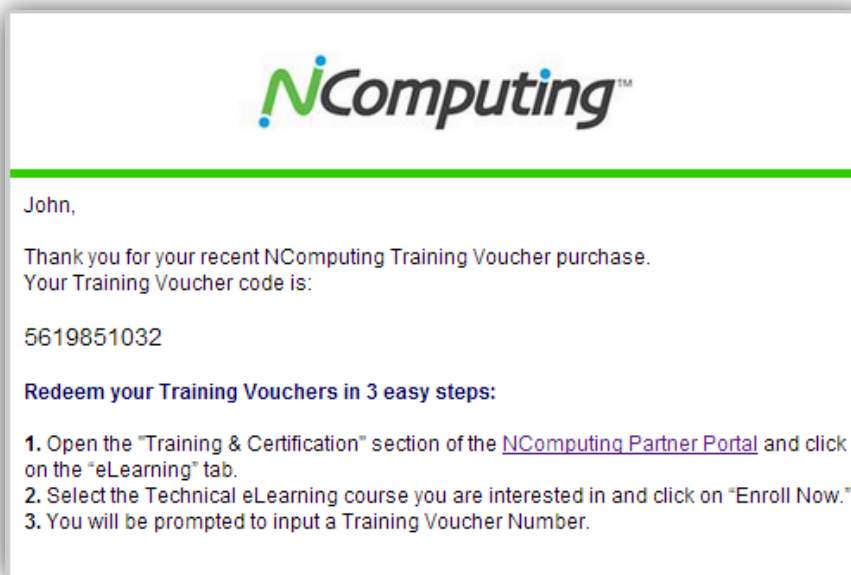 NComputing™
John,
Thank you for your recent NComputing Training Voucher purchase.
Your Training Voucher code is:
5619851032
Redeem your Training Vouchers in 3 easy steps:
1. Open the "Training & Certification" section of the NComputing Partner Portal and click
on the “eLearning” tab.
2. Select the Technical eLearning course you are interested in and click on “Enroll Now.”
3. You will be prompted to input a Training Voucher Number.